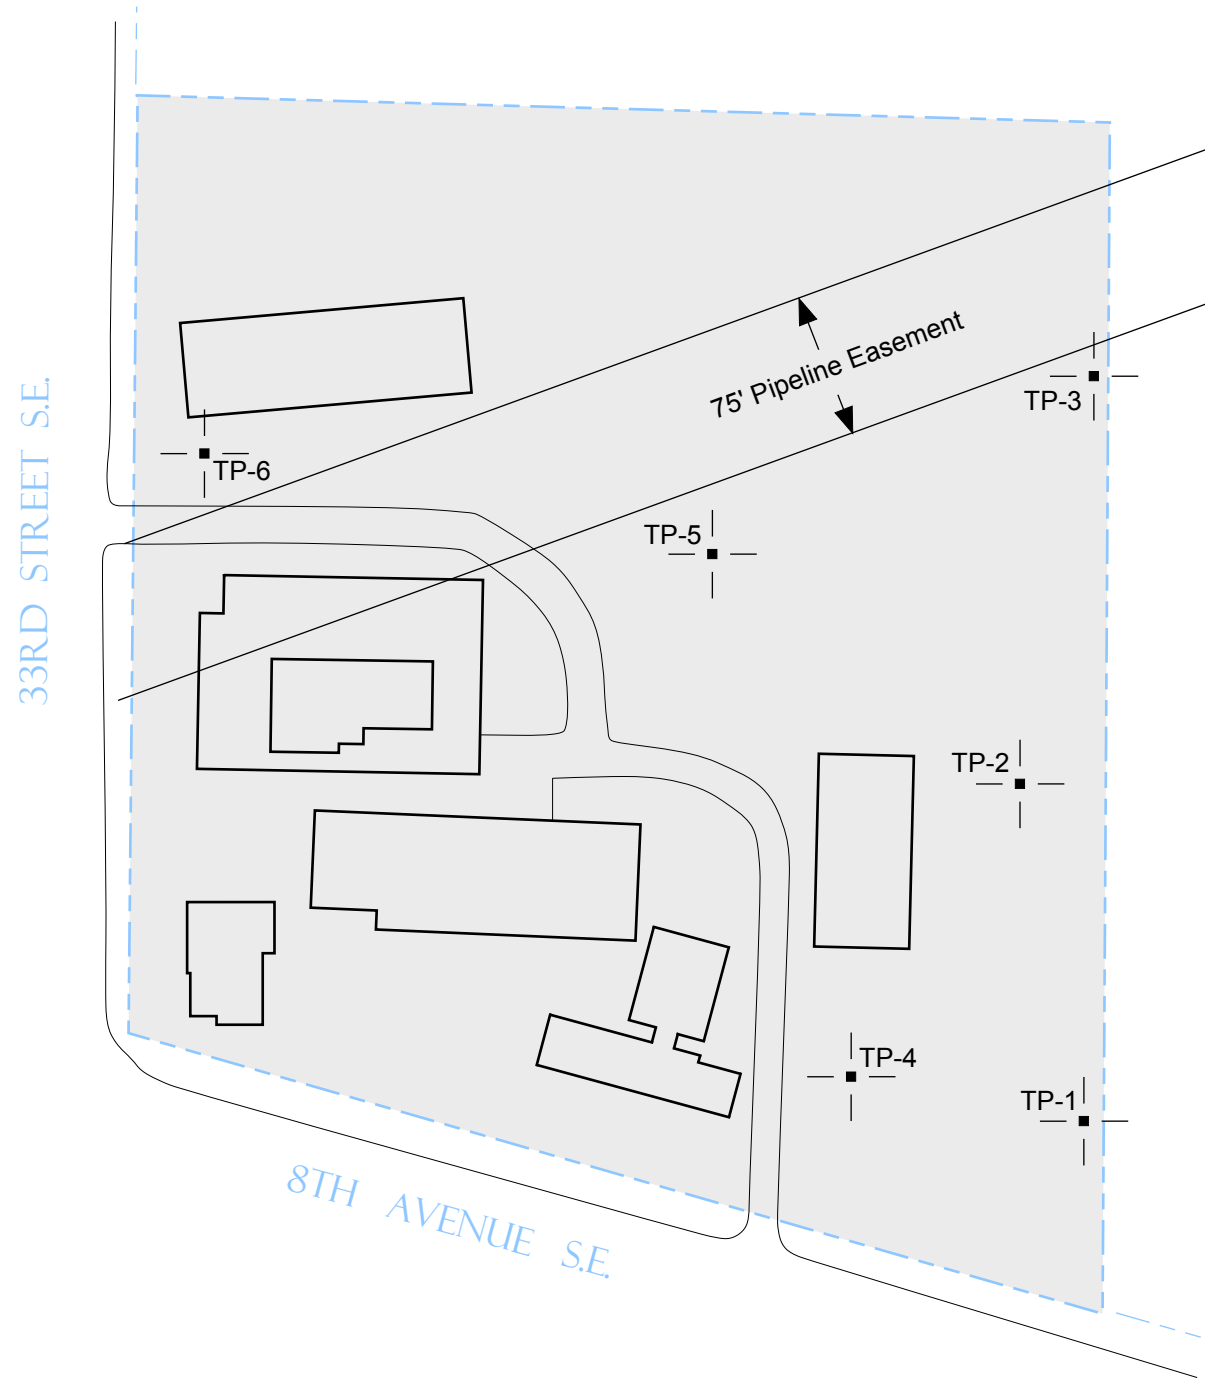 75' Pipeline Easement
TP-3
33RD STREET S.E.
TP-6
TP-5
TP-2
TP-4
TP-1
8TH AVENUE S.E.